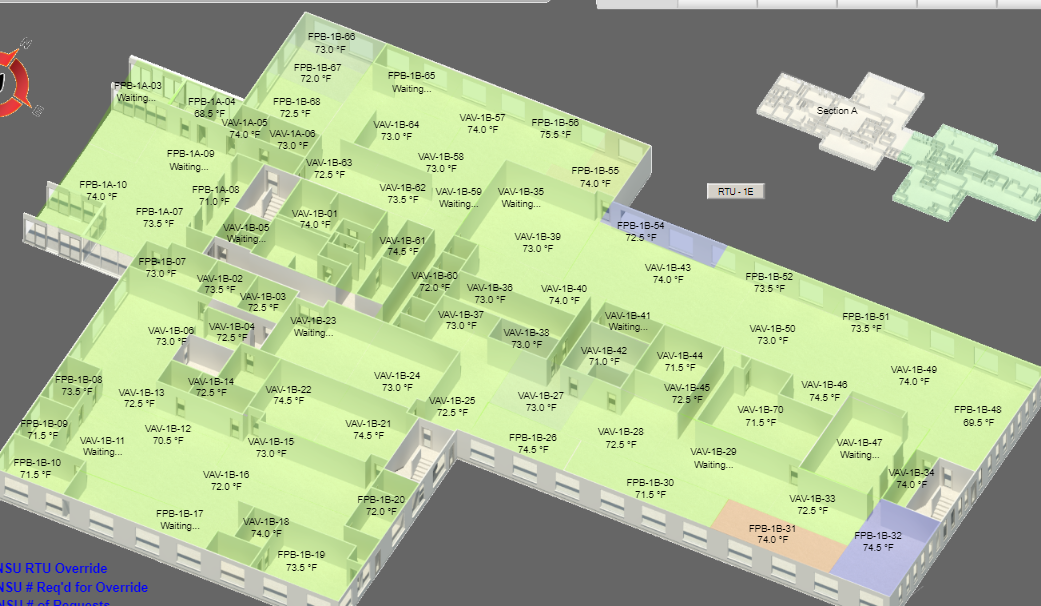 FPB-1B-66
73.0 °F
FPB-1B-67
72.0 °F
FPB-1B-65
Waiting...
FPB-1A-03
Waiting...
FPB-1A-04
68.5 °F
FPB-1B-68
72.5 °F
VAV-1A-05
74.0 °F
VAV-1A-06
73.0 °F
VAV-1B-64
73.0 °F
VAV-1B-57
74.0 °F
FPB-1B-56
75.5 °F
Section A
FPB-1A-09
Waiting...
VAV-1B-63
72.5 °F
VAV-1B-58
73.0 °F
FPB-1B-55
74.0 °F
FPB-1A-10
74.0 °F
FPB-1A-08
71.0 °F
VAV-1B-62
73.5 °F
VAV-1B-59
Waiting...
VAV-1B-35
Waiting...
RTU - 1E
FPB-1A-07
73.5 °F
VAV-1B-01
74.0 °F
VAV-1B-05
Waiting...
VAV-1B-61
74.5 °F
VAV-1B-39
73.0 °F
FPB-1B-54
72.5 °F
FPB-1B-07
73.0 °F
VAV-1B-02
73.5 °F
VAV-1B-03
72.5 °F
VAV-1B-60
72.0 °F
VAV-1B-36
73.0 °F
VAV-1B-40
74.0 °F
VAV-1B-43
74.0 °F
FPB-1B-52
73.5 °F
VAV-1B-06
73.0 °F
VAV-1B-04
72.5 °F
VAV-1B-23
Waiting...
VAV-1B-37
73.0 °F
VAV-1B-38
73.0 °F
VAV-1B-41
Waiting...
VAV-1B-50
73.0 °F
FPB-1B-51
73.5 °F
VAV-1B-42
71.0 °F
VAV-1B-44
71.5 °F
FPB-1B-08
73.5 °F
VAV-1B-13
72.5 °F
VAV-1B-14
72.5 °F
VAV-1B-22
74.5 °F
VAV-1B-24
73.0 °F
VAV-1B-25
72.5 °F
VAV-1B-27
73.0 °F
VAV-1B-45
72.5 °F
VAV-1B-46
74.5 °F
VAV-1B-49
74.0 °F
FPB-1B-09
71.5 °F
VAV-1B-11
Waiting...
VAV-1B-12
70.5 °F
VAV-1B-15
73.0 °F
VAV-1B-21
74.5 °F
FPB-1B-26
74.5 °F
VAV-1B-28
72.5 °F
VAV-1B-70
71.5 °F
FPB-1B-48
69.5 °F
FPB-1B-10
71.5 °F
VAV-1B-16
72.0 °F
VAV-1B-29
Waiting...
VAV-1B-47
Waiting...
VAV-1B-34
74.0 °F
FPB-1B-17
Waiting...
VAV-1B-18
74.0 °F
FPB-1B-20
72.0 °F
FPB-1B-30
71.5 °F
VAV-1B-33
72.5 °F
FPB-1B-31
74.0 °F
FPB-1B-32
74.5 °F
FPB-1B-19
73.5 °F
NSU RTU Override
NSU # Req'd for Override
NSU # of Requests